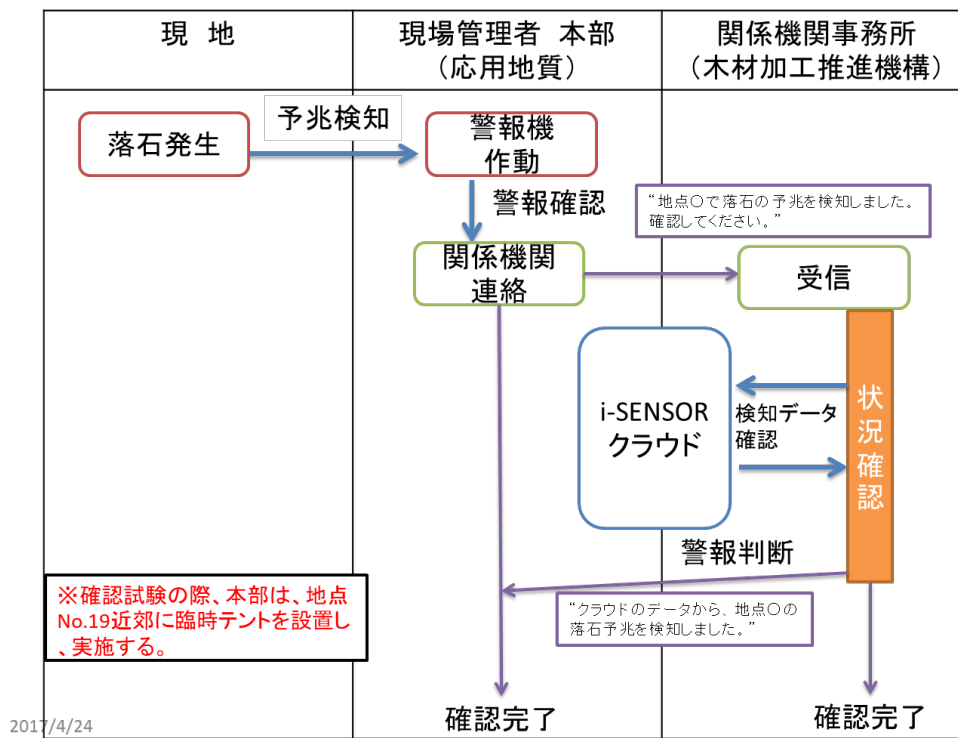 現 地
現場管理者 本部
(応用地質)
関係機関事務所
(木材加工推進機構)
落石発生
予兆検知
警報機
作動
警報確認
“地点〇で落石の予兆を検知しました。
確認してください。”
関係機関
連絡
受信
i-SENSOR
クラウド
検知データ
確認
状況確認
警報判断
※確認試験の際、本部は、地点
No.19近郊に臨時テントを設置し
、実施する。
“クラウドのデータから、地点〇の
落石予兆を検知しました。”
確認完了
確認完了
2017/4/24